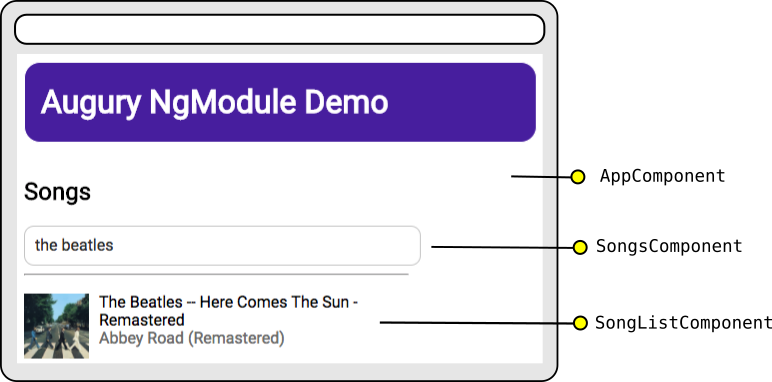 Augury NgModule Demo
AppComponent
Songs
the beatles
SongsComponent
The Beatles -- Here Comes The Sun -
Remastered
Abbey Road (Remastered)
SongListComponent